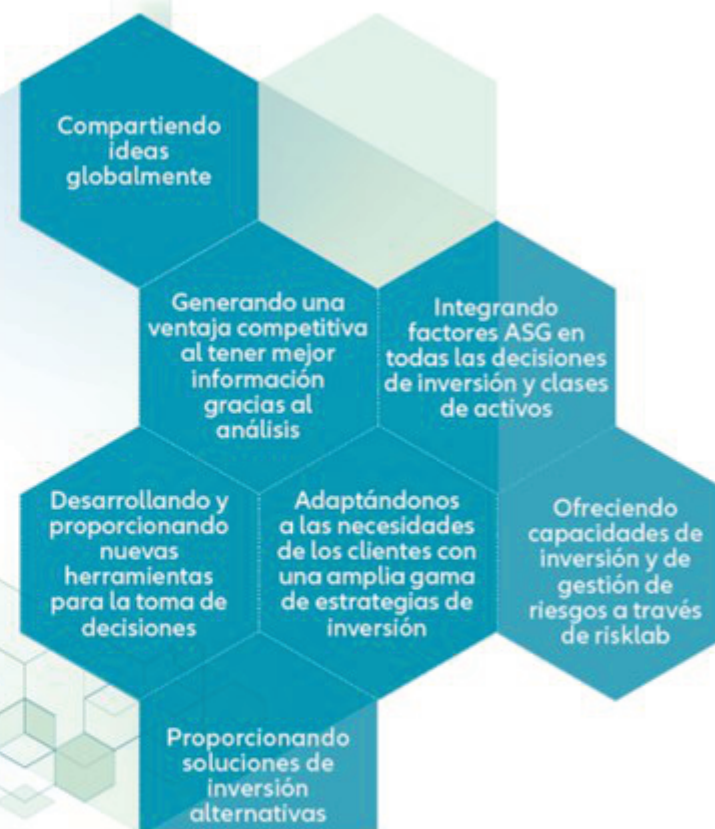 Compartiendo
ideas
globalmente
Generando una
ventaja competitiva
al tener mejor
información
gracias al
análisis
Integrando
factores ASG en
todas las decisiones
de inversión y clases
de activos
Desarrollando y
proporcionando
nuevas
herramientas
para la toma de
decisiones
Adaptándonos
a las necesidades
de los clientes con
una amplia gama
de estrategias de
inversión
Ofreciendo
capacidades de
inversión y de
gestión de
riesgos a través
de risklab
Proporcionando
soluciones de
inversión
alternativas